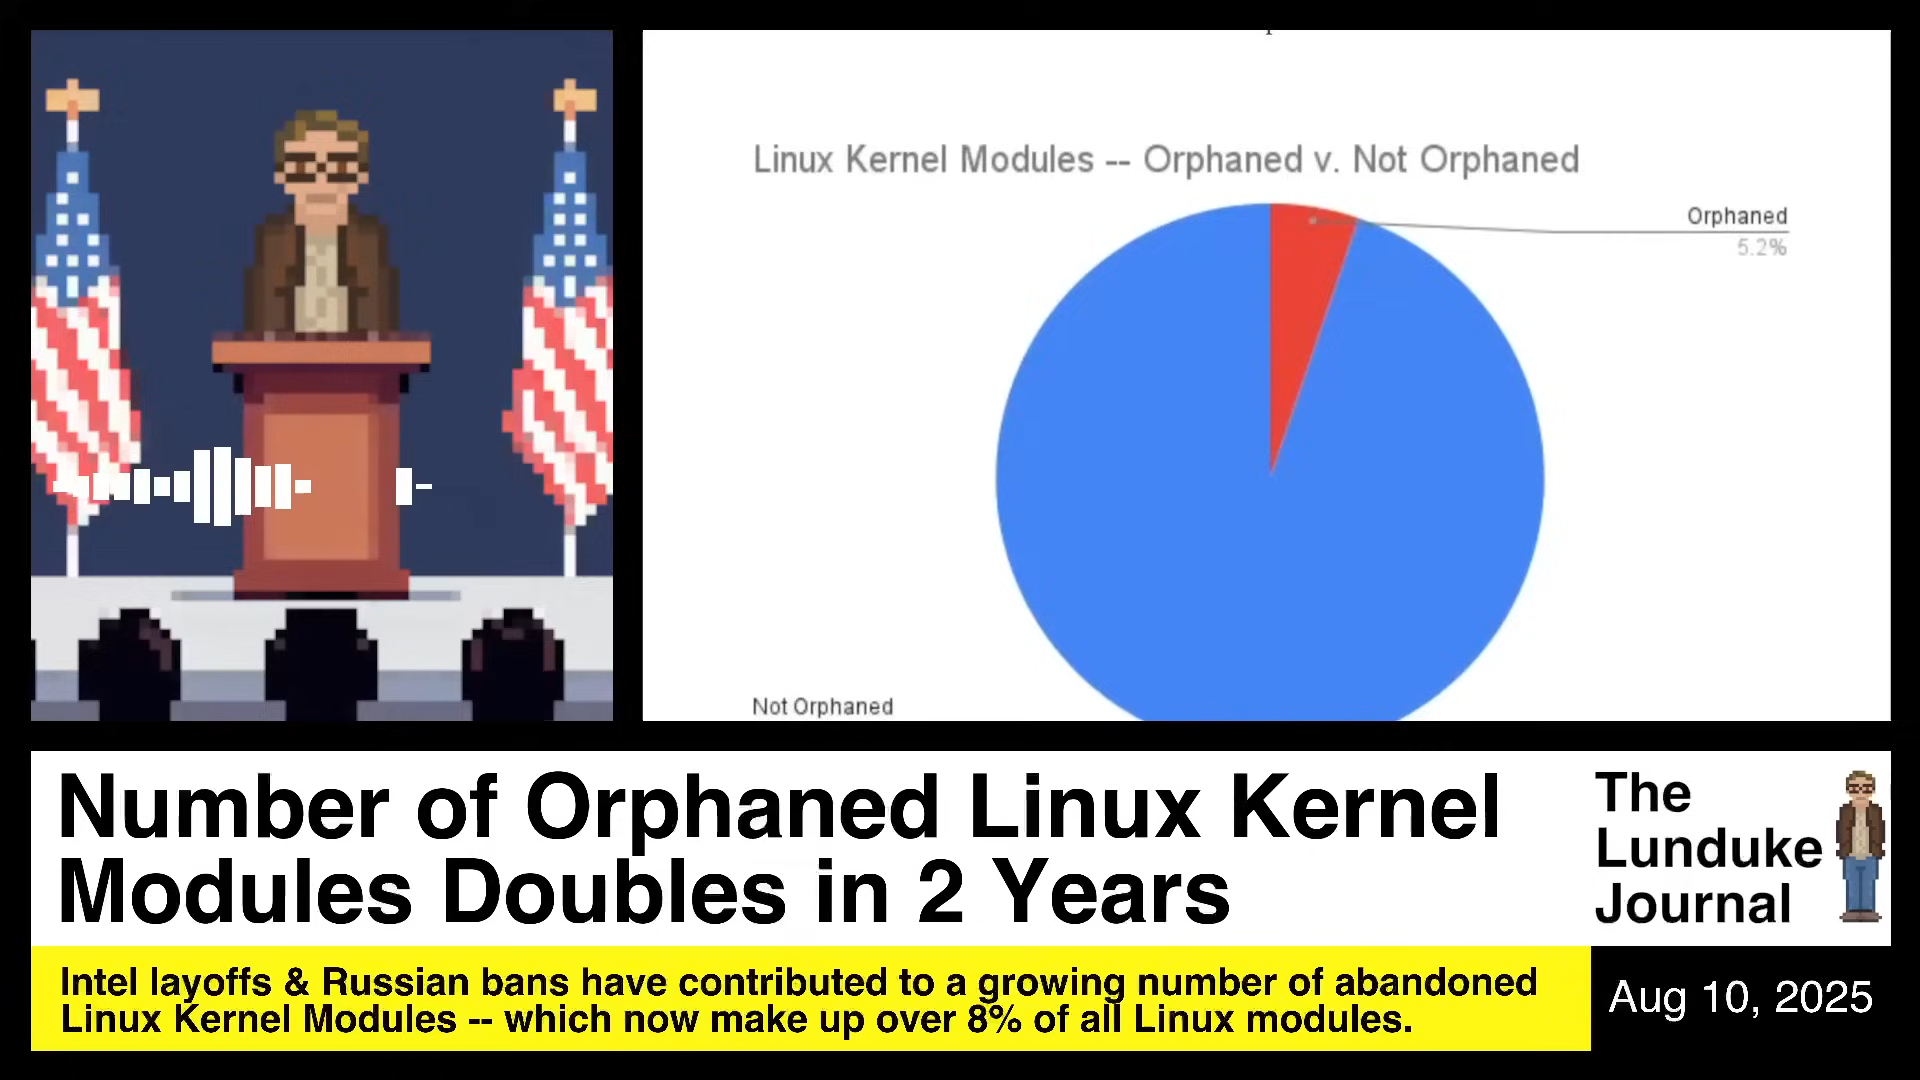 Linux Kernel Modules -- Orphaned v. Not Orphaned
Orphaned
5.2%
Not Orphaned
Number of Orphaned Linux Kernel
Modules Doubles in 2 Years
The
Lunduke
Journal
Intel layoffs & Russian bans have contributed to a growing number of abandoned
Linux Kernel Modules -- which now make up over 8% of all Linux modules.
Aug 10, 2025